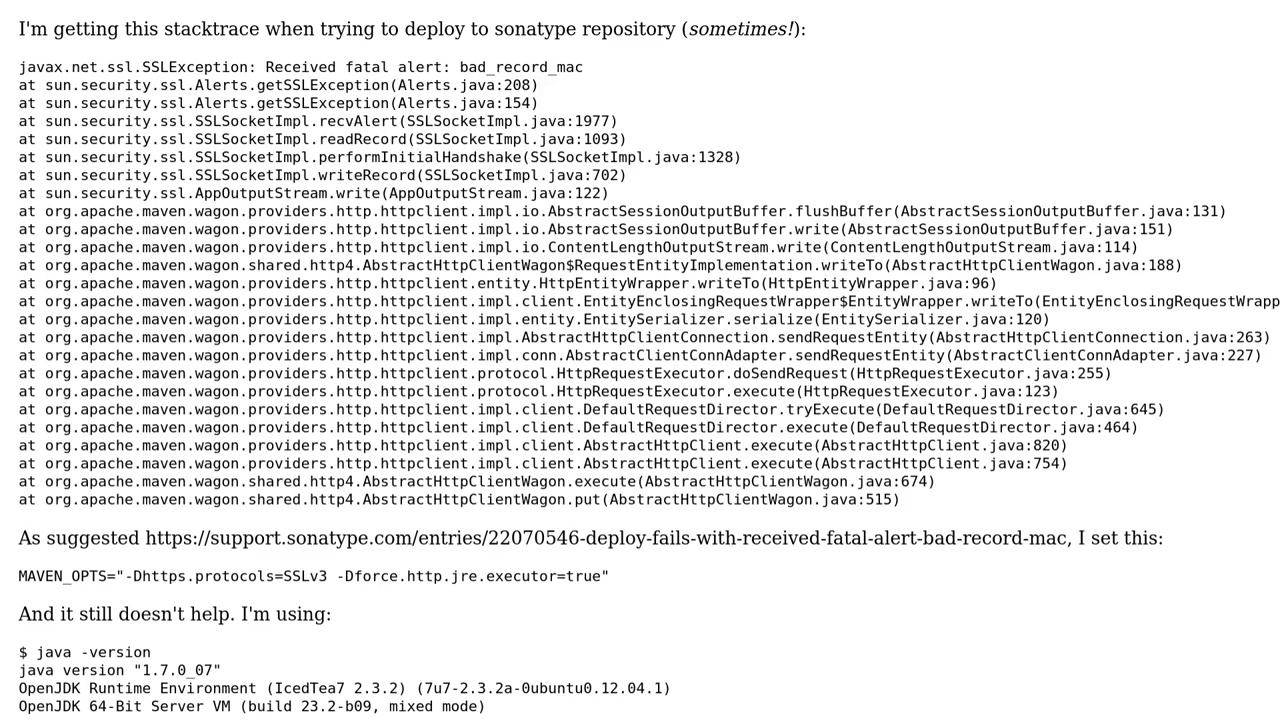 I'm getting this stacktrace when trying to deploy to sonatype repository (sometimes!):
javax.net.ssl.SSLException: Received fatal alert: bad_record_mac
at sun.security.ssl.Alerts.getSSLException(Alerts.java:208)
at sun.security.ssl.Alerts.getSSLException(Alerts.java:154)
at sun.security.ssl.SSLSocketImpl.recvAlert(SSLSocketImpl.java:1977)
at sun.security.ssl.SSLSocketImpl.readRecord(SSLSocketImpl.java:1093)
at sun.security.ssl.SSLSocketImpl.performInitialHandshake(SSLSocketImpl.java:1328)
at sun.security.ssl.SSLSocketImpl.writeRecord(SSLSocketImpl.java:702)
at sun.security.ssl.AppOutputStream.write(AppOutputStream.java:122)
at org.apache.maven.wagon.providers.http.httpclient.impl.io.AbstractSessionOutputBuffer.flushBuffer(AbstractSessionOutputBuffer.java:131)
at org.apache.maven.wagon.providers.http.httpclient.impl.io.AbstractSessionOutputBuffer.write(AbstractSessionOutputBuffer.java:151)
at org.apache.maven.wagon.providers.http.httpclient.impl.io.ContentLengthOutputStream.write(ContentLengthOutputStream.java:114)
at org.apache.maven.wagon.shared.http4.AbstractHttpClientWagon$RequestEntityImplementation.writeTo(AbstractHttpClientWagon.java:188)
at org.apache.maven.wagon.providers.http.httpclient.entity.HttpEntityWrapper.writeTo(HttpEntityWrapper.java:96)
at org.apache.maven.wagon.providers.http.httpclient.impl.client.EntityEnclosingRequestWrapper$EntityWrapper.writeTo(EntityEnclosingRequestWrapp
at org.apache.maven.wagon.providers.http.httpclient.impl.entity.EntitySerializer.serialize(EntitySerializer.java:120)
at org.apache.maven.wagon.providers.http.httpclient.impl.AbstractHttpClientConnection.sendRequestEntity(AbstractHttpClientConnection.java:263)
at org.apache.maven.wagon.providers.http.httpclient.impl.conn.AbstractClientConnAdapter.sendRequestEntity(AbstractClientConnAdapter.java:227)
at org.apache.maven.wagon.providers.http.httpclient.protocol.HttpRequestExecutor.doSendRequest(HttpRequestExecutor.java:255)
at org.apache.maven.wagon.providers.http.httpclient.protocol.HttpRequestExecutor.execute(HttpRequestExecutor.java:123)
at org.apache.maven.wagon.providers.http.httpclient.impl.client.DefaultRequestDirector.tryExecute(DefaultRequestDirector.java:645)
at org.apache.maven.wagon.providers.http.httpclient.impl.client.DefaultRequestDirector.execute(DefaultRequestDirector.java:464)
at org.apache.maven.wagon.providers.http.httpclient.impl.client.AbstractHttpClient.execute(AbstractHttpClient.java:820)
at org.apache.maven.wagon.providers.http.httpclient.impl.client.AbstractHttpClient.execute(AbstractHttpClient.java:754)
at org.apache.maven.wagon.shared.http4.AbstractHttpClientWagon.execute(AbstractHttpClientWagon.java:674)
at org.apache.maven.wagon.shared.http4.AbstractHttpClientWagon.put(AbstractHttpClientWagon.java:515)
As suggested https://support.sonatype.com/entries/22070546-deploy-fails-with-received-fatal-alert-bad-record-mac, I set this:
MAVEN_OPTS="-Dhttps.protocols=SSLv3 -Dforce.http.jre.executor=true"
And it still doesn't help. I'm using:
$ java -version
java version "1.7.0_07"
OpenJDK Runtime Environment (IcedTea7 2.3.2) (7u7-2.3.2a-0ubuntu0.12.04.1)
OpenJDK 64-Bit Server VM (build 23.2-b09, mixed mode)